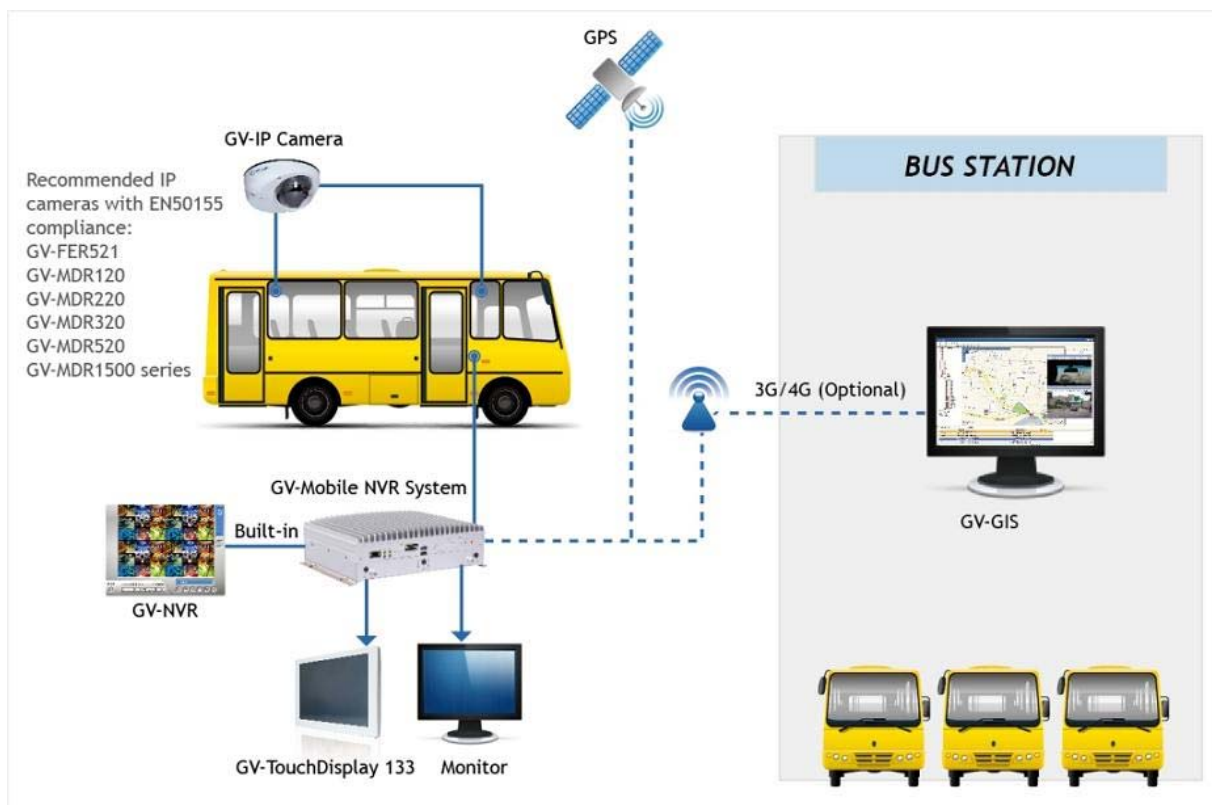 GPS
GV-IP Camera
BUS STATION
Recommended IP
cameras with EN50155
compliance:
GV-FER521
GV-MDR120
GV-MDR220
GV-MDR320
GV-MDR520
GV-MDR1500 series
3G/4G (Optional)
GV-Mobile NVR System
GV-GIS
Built-in
GV-NVR
GV-TouchDisplay 133
Monitor